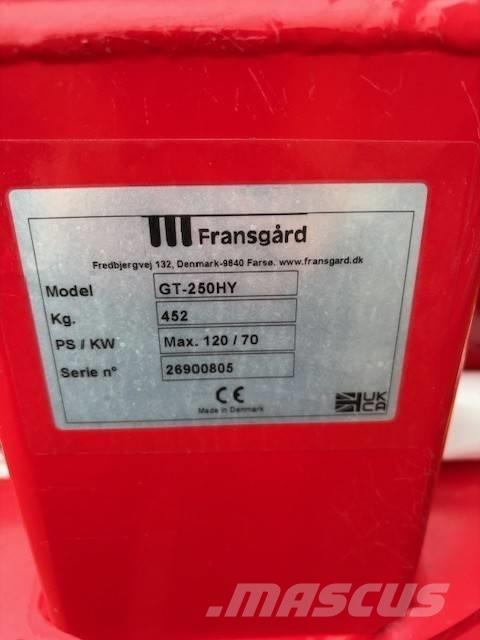 Fransgård
Fredbjergvej 132, Denmark-9640 Farsø. www.fransgard.dk
Model GT-250HY
Kg. 452
PS / KW Max. 120 / 70
Serie n° 26900805
CE
Made in Denmark
UK
CA
MASCUS